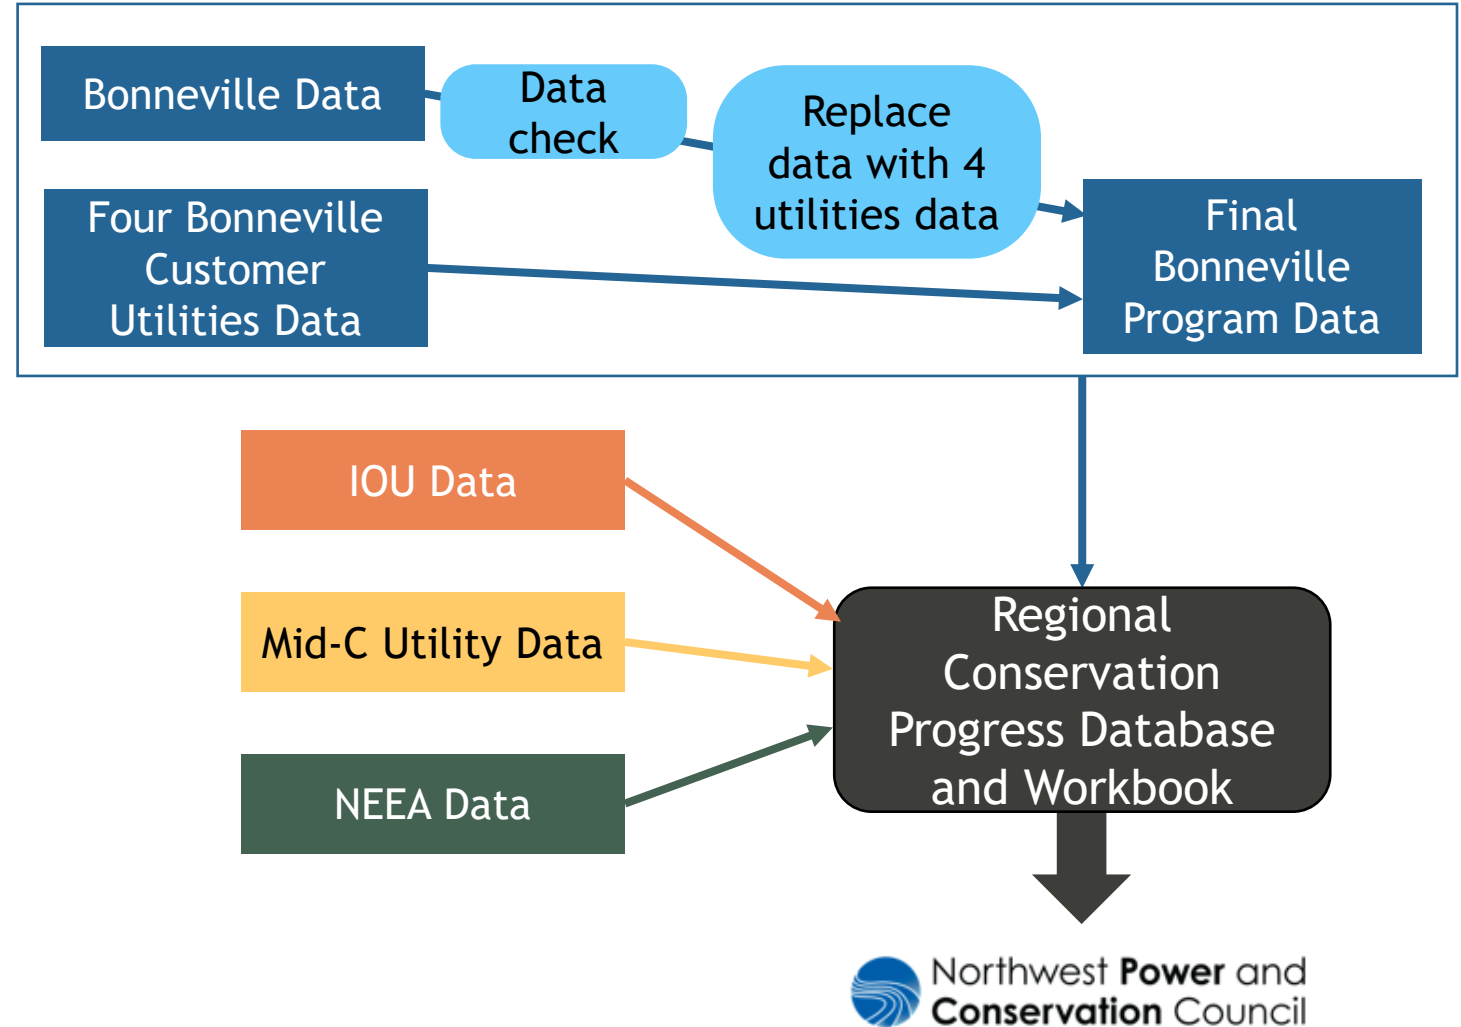 Bonneville Data
Data
check
Replace
data with 4
utilities data
Four Bonneville
Customer
Utilities Data
Final
Bonneville
Program Data
IOU Data
Mid-C Utility Data
NEEA Data
Regional
Conservation
Progress Database
and Workbook
Northwest Power and
Conservation Council